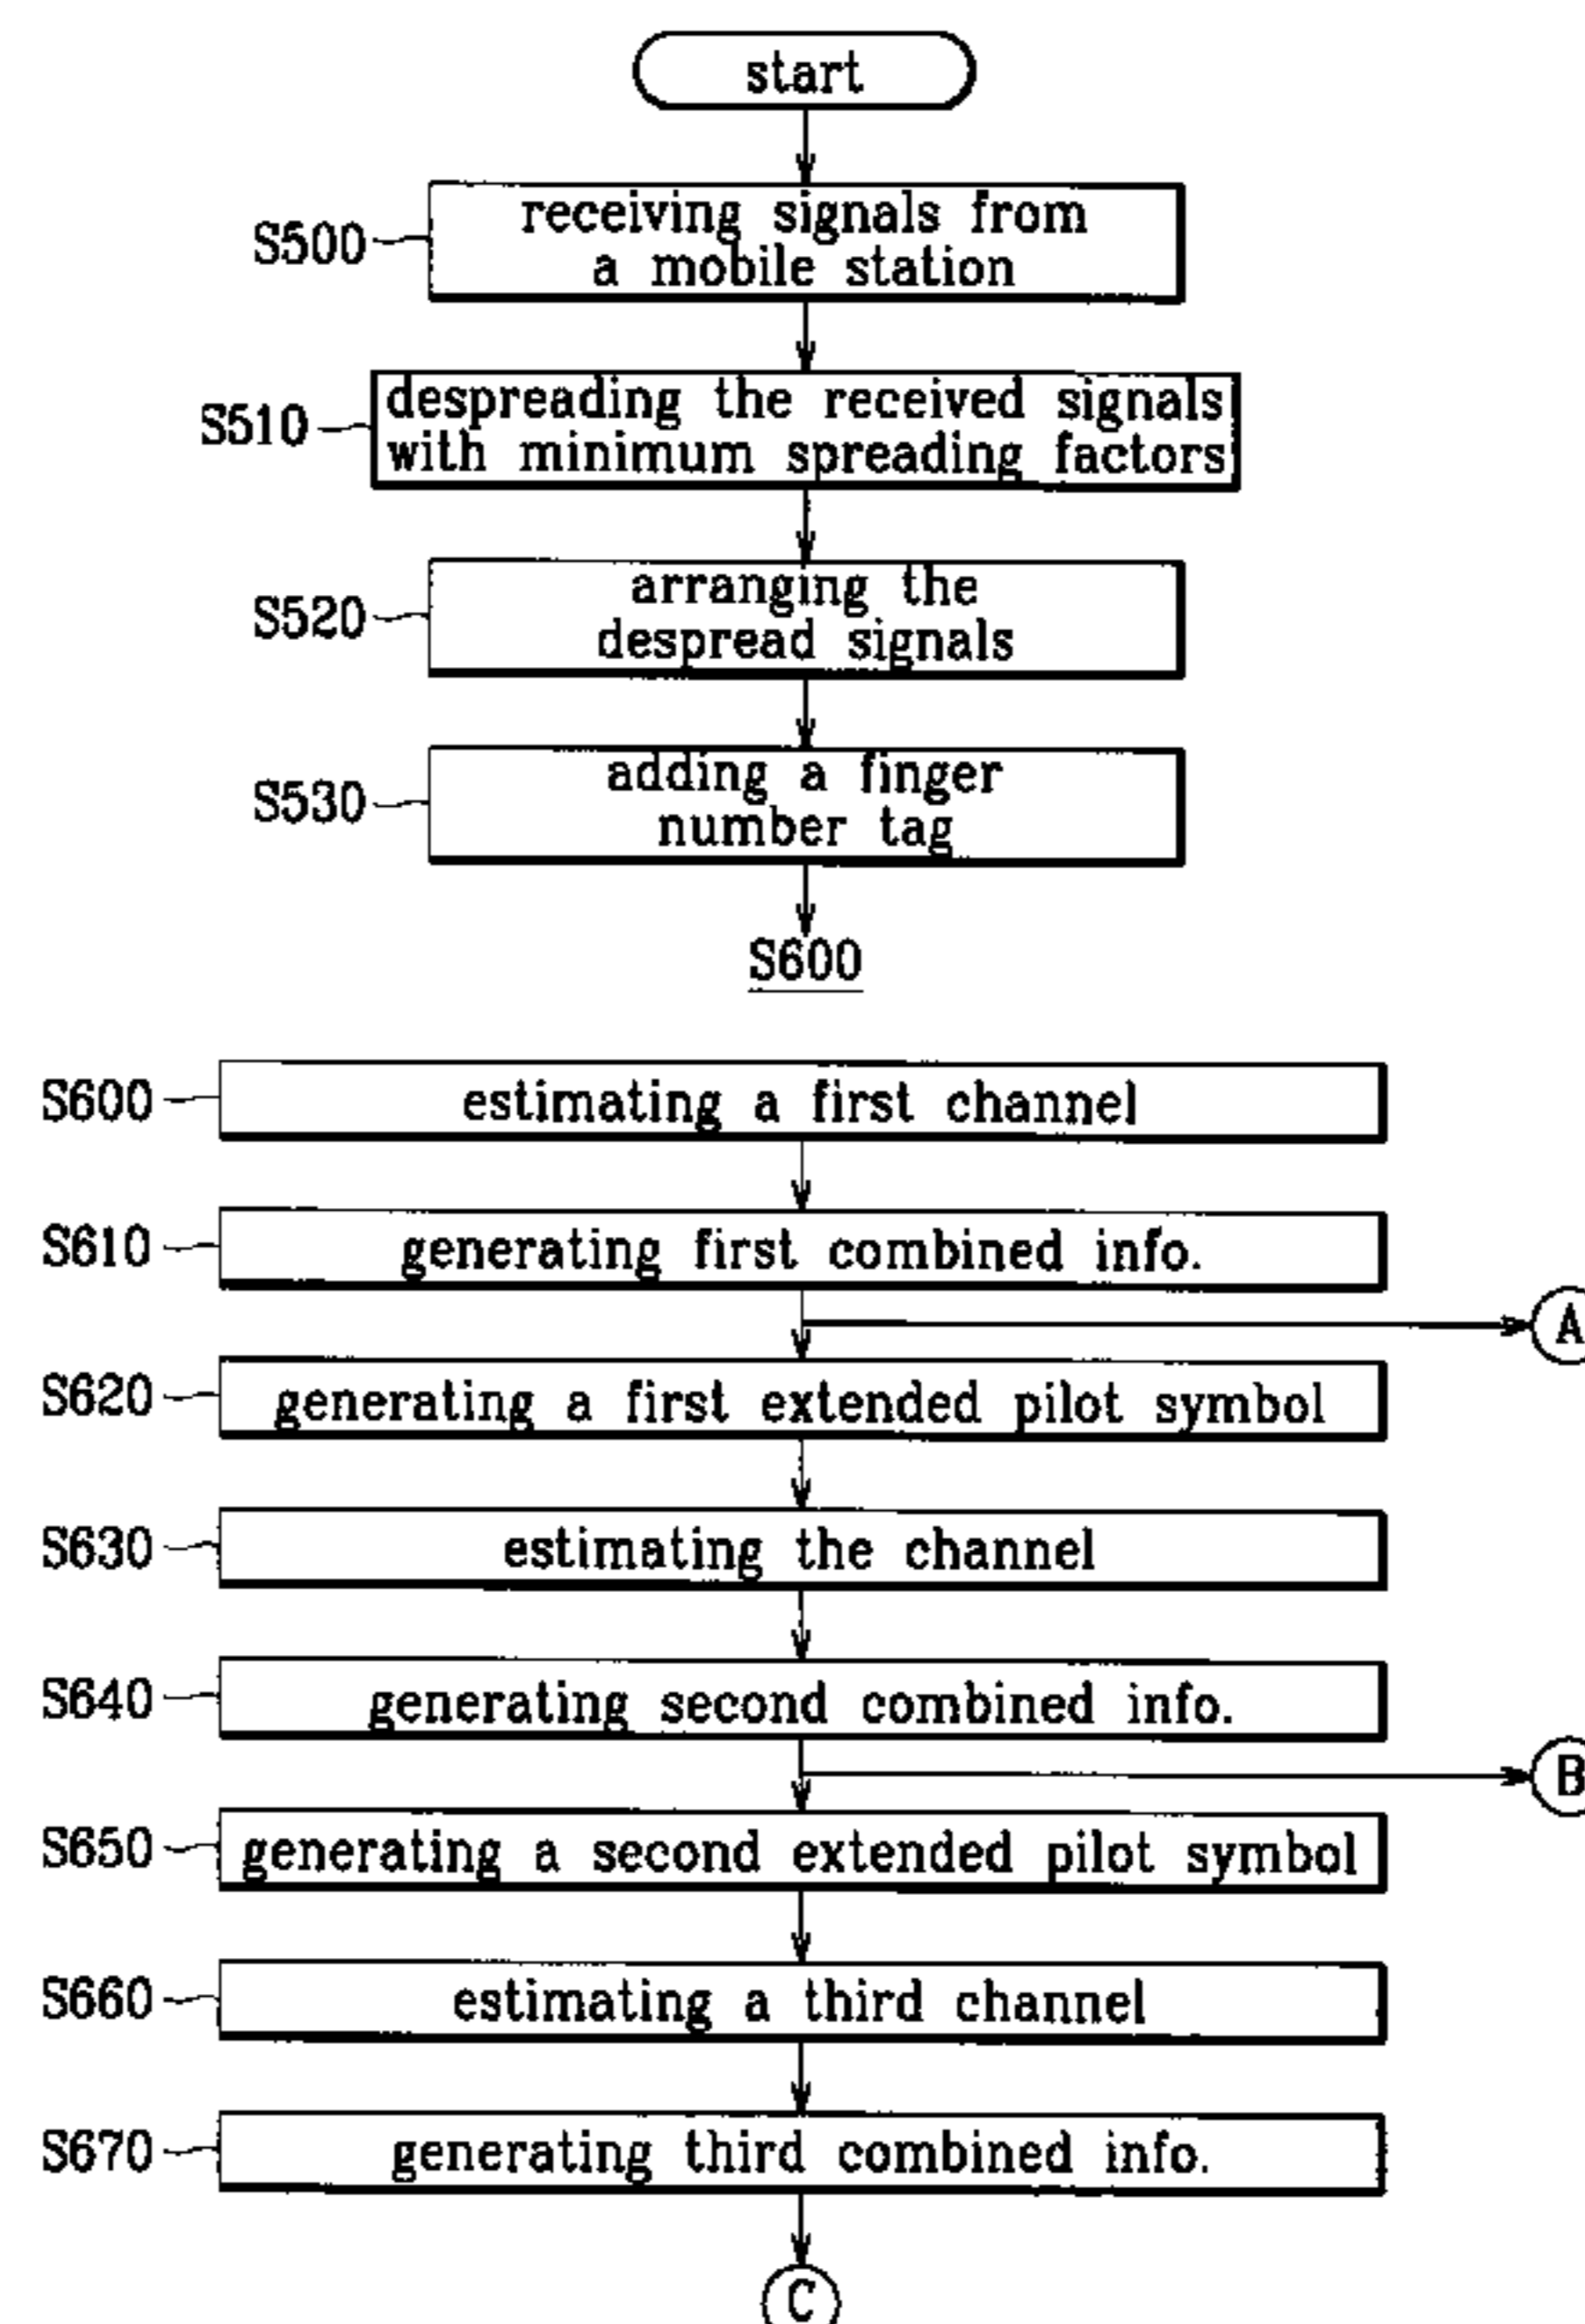 start
S500
receiving signals from
a mobile station
S510
despreading the received signals
with minimum spreading factors
S520
arranging the
despread signals
S530
adding a finger
number tag
S600
S600
estimating a first channel
S610
generating first combined info.
A
S620
generating a first extended pilot symbol
S630
estimating the channel
S640
generating second combined info.
B
S650
generating a second extended pilot symbol
S660
estimating a third channel
S670
generating third combined info.
C